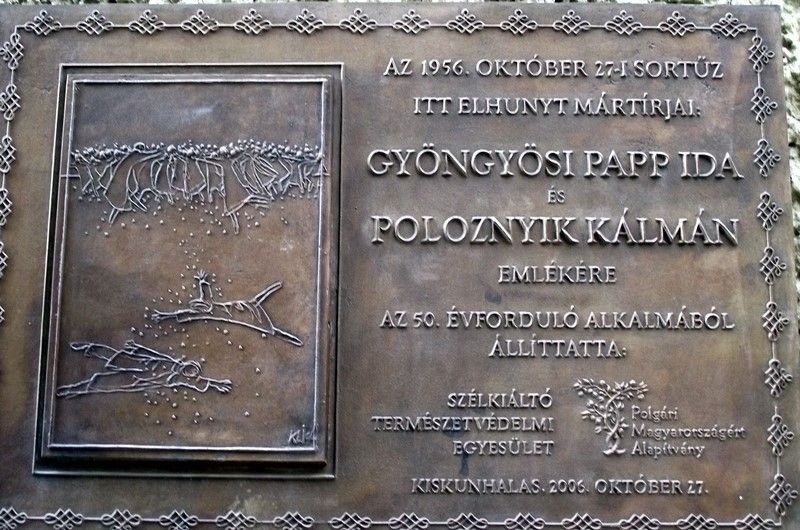 AZ 1956. OKTÓBER 27-I SORTŰZ
ITT ELHUNYT MÁRTÍRJAI:
GYÖNGYÖSI PAPP IDA
ÉS
POLOZNYIK KÁLMÁN
EMLÉKÉRE
AZ 50. ÉVFORDULÓ ALKALMÁBÓL
ÁLLÍTTATTA:
SZÉLKIÁLTÓ
TERMÉSZETVÉDELMI
EGYESÜLET
Polgári
Magyarországért
Alapítvány
KISKUNHALAS. 2006. OKTÓBER 27.